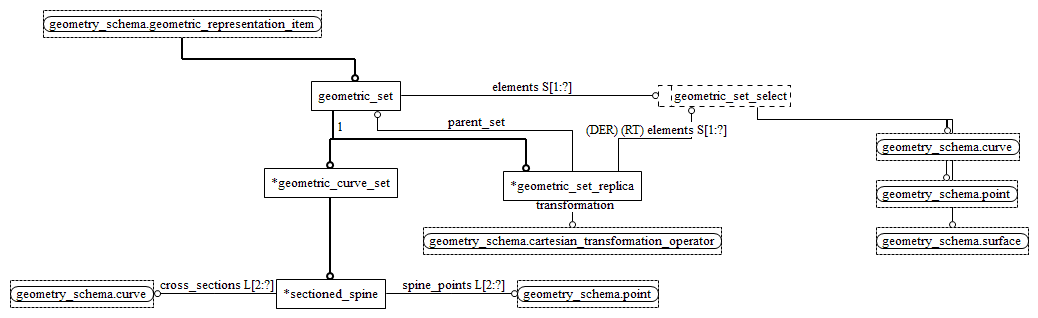 geometry_schema.geometric_representation_item
geometric_set
elements S[1:?]
geometric_set_select
1
parent_set
(DER) (RT) elements S[1:?]
geometry_schema.curve
*geometric_curve_set
*geometric_set_replica
geometry_schema.point
transformation
geometry_schema.cartesian_transformation_operator
geometry_schema.surface
geometry_schema.curve
cross_sections L[2:?]
*sectioned_spine
spine_points L[2:?]
geometry_schema.point